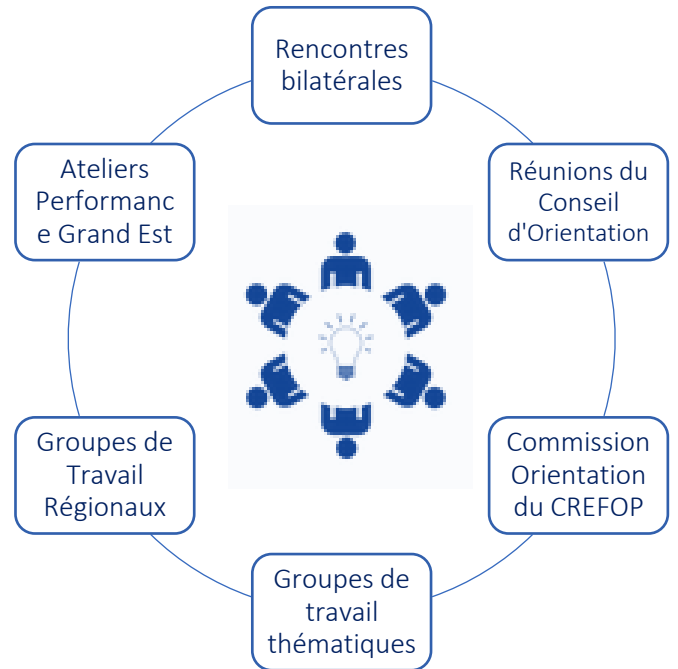 Rencontres
bilatérales
Réunions du
Conseil
d'Orientation
Commission
Orientation
du CREFOP
Groupes de
travail
thématiques
Groupes de
Travail
Régionaux
Ateliers
Performanc
e Grand Est